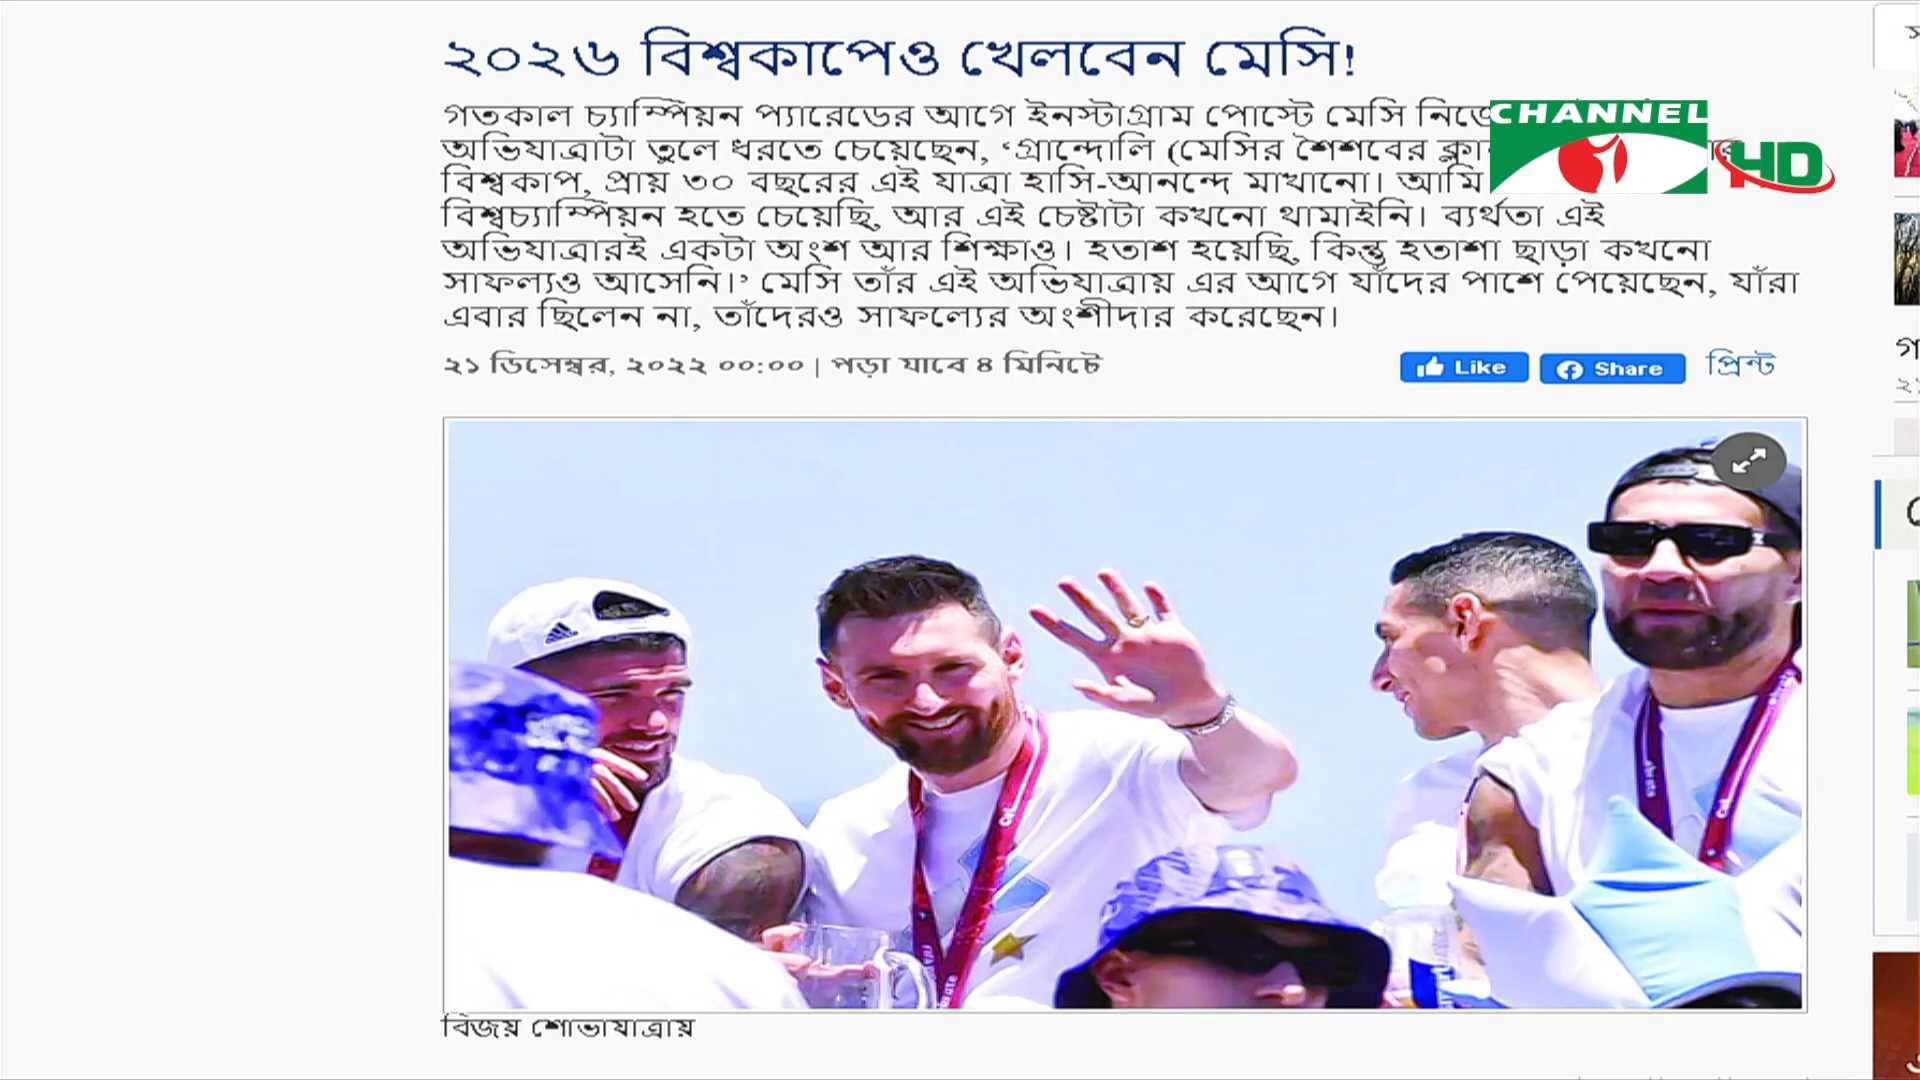 ২০২৬ বিশ্বকাপেও খেলবেন মেসি!
গতকাল চ্যাম্পিয়ন প্যারেডের আগে ইনস্টাগ্রাম পোস্টে মেসি
CHANNEL
HD
অভিযাত্রাটা তুলে ধরতে চেয়েছেন, ‘গ্রান্দোলি (মেসির শৈশবের
বিশ্বকাপ, প্রায় ৩০ বছরের এই যাত্রা হাসি-আনন্দে মাখানো। আমি
বিশ্বচ্যাম্পিয়ন হতে চেয়েছি, আর এই চেষ্টাটা কখনো থামাইনি। ব্যর্থতা এই
অভিযাত্রারই একটা অংশ আর শিক্ষাও। হতাশ হয়েছি, কিন্তু হতাশা ছাড়া কখনো
সাফল্যও আসেনি।’ মেসি তাঁর এই অভিযাত্রায় এর আগে যাঁদের পাশে পেয়েছেন, যাঁরা
এবার ছিলেন না, তাঁদেরও সাফল্যের অংশীদার করেছেন।
২১ ডিসেম্বর, ২০২২ ০০:০০ | পড়া যাবে ৪ মিনিটে
Like
Share
প্রিন্ট
বিজয় শোভাযাত্রায়